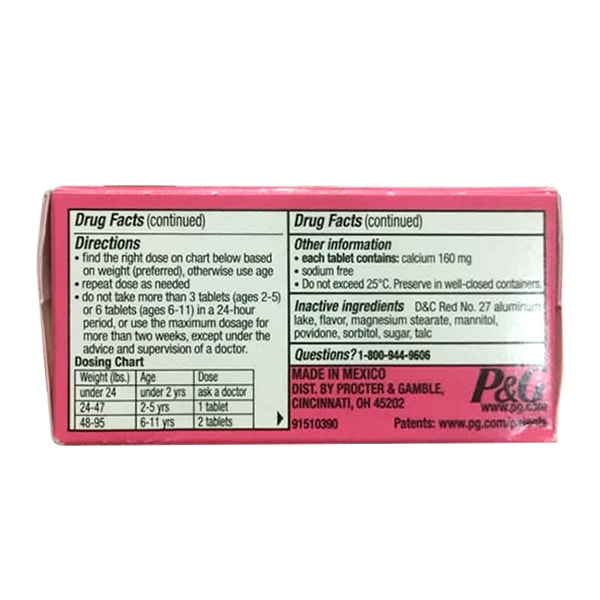 Drug Facts (continued)
Directions
• find the right dose on chart below based
on weight (preferred), otherwise use age
• repeat dose as needed
• do not take more than 3 tablets (ages 2-5)
or 6 tablets (ages 6-11) in a 24-hour
period, or use the maximum dosage for
more than two weeks, except under the
advice and supervision of a doctor.
Dosing Chart
Weight (lbs.) Age Dose
under 24 under 2 yrs ask a doctor
24-47 2-5 yrs 1 tablet
48-95 6-11 yrs 2 tablets
Drug Facts (continued)
Other information
• each tablet contains: calcium 160 mg
• sodium free
• Do not exceed 25°C. Preserve in well-closed containers.
Inactive ingredients D&C Red No. 27 aluminum
lake, flavor, magnesium stearate, mannitol,
povidone, sorbitol, sugar, talc
Questions? 1-800-944-9606
MADE IN MEXICO
DIST. BY PROCTER & GAMBLE,
CINCINNATI, OH 45202
91510390
P&G
www.pg.com
Patents: www.pg.com/patents